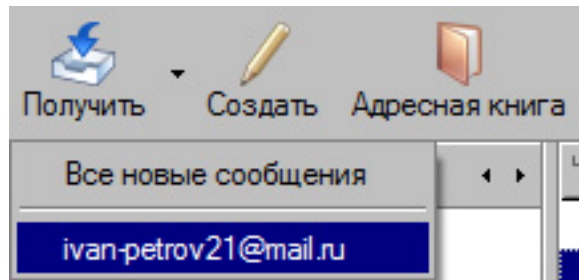 Получить Создать Адресная книга
Все новые сообщения
ivan-petrov21@mail.ru